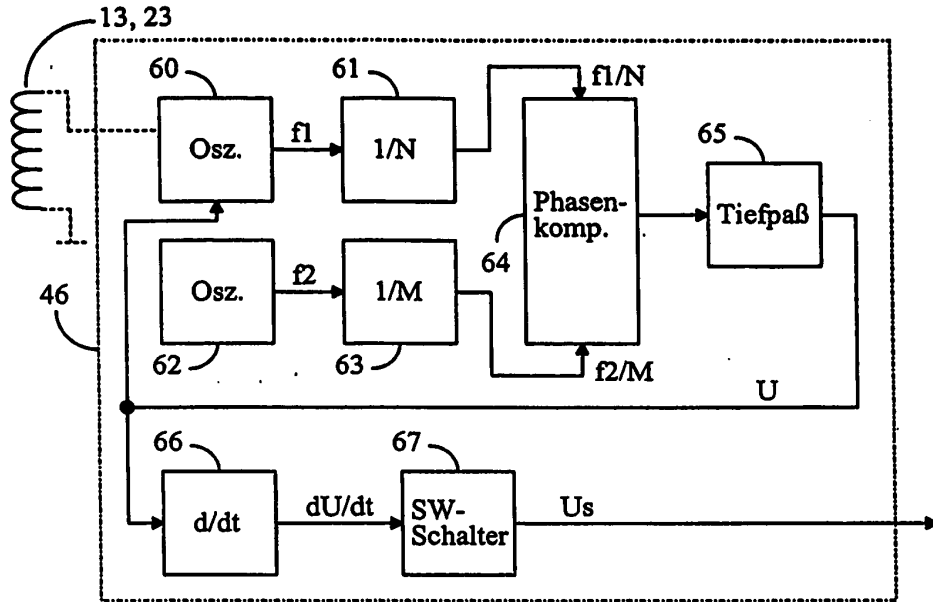 13, 23
60
61
f1/N
Osz.
f1
1/N
65
Phasen-
komp.
Tiefpaß
64
Osz.
f2
1/M
46
62
63
f2/M
U
66
67
d/dt
dU/dt
SW-
Schalter
Us